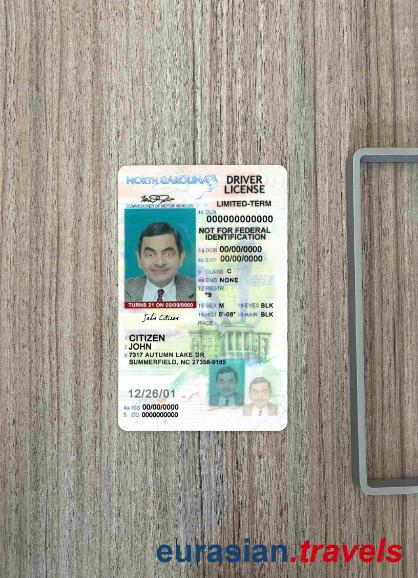 NORTH CAROLINA
DRIVER LICENSE
COMMISSIONER OF MOTOR VEHICLES
LIMITED-TERM
4d DLN
000000000000
NOT FOR FEDERAL
IDENTIFICATION
3 DOB 00/00/0000
4b EXP 00/00/0000
9 CLASS C
9a END NONE
12 RESTR
*9
TURNS 21 ON 00/00/0000
15 SEX M 18 EYES BLK
16 HGT 5'-08" 19 HAIR BLK
RACE
John Citizen
CITIZEN
JOHN
7317 AUTUMN LAKE DR
SUMMERFIELD, NC 27358-9185
12/26/01
4a ISS 00/00/0000
5 DD 0000000000
eurasian.travels